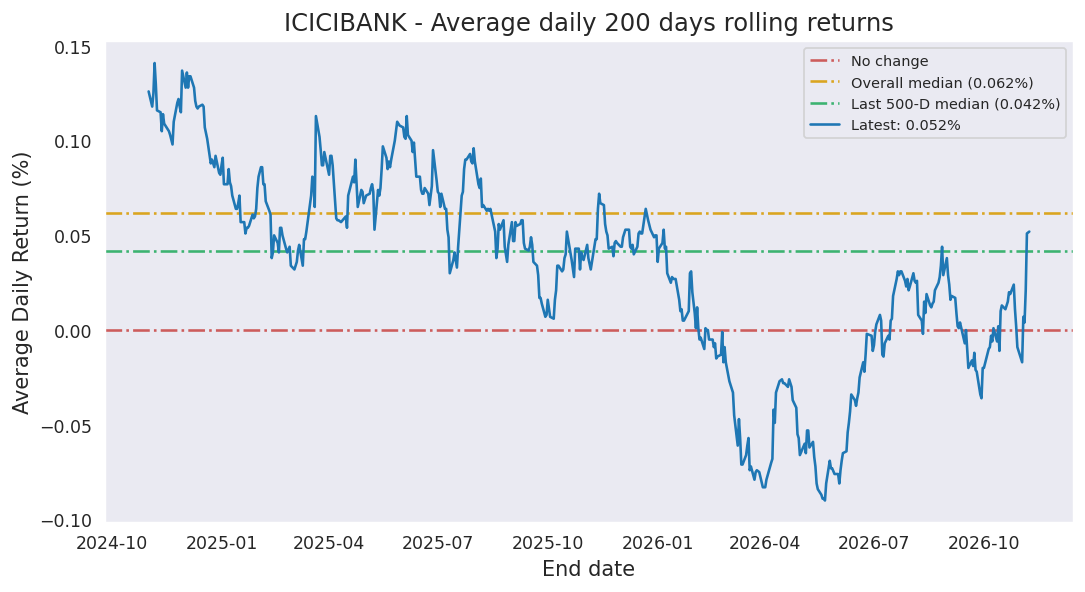 ICICIBANK - Average daily 200 days rolling returns
Average Daily Return (%)
0.15
0.10
0.05
0.00
−0.05
−0.10
No change
Overall median (0.062%)
Last 500-D median (0.042%)
Latest: 0.052%
2024-10 2025-01 2025-04 2025-07 2025-10 2026-01 2026-04 2026-07 2026-10
End date